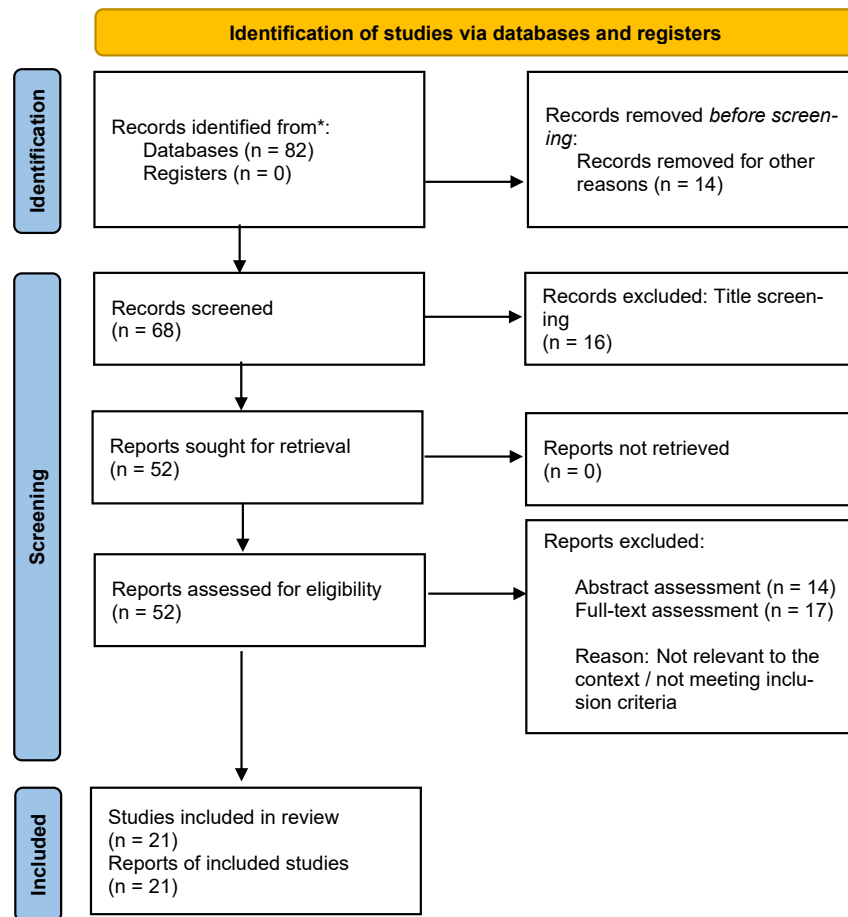 Identification of studies via databases and registers
Identification
Records identified from*:
Databases (n = 82)
Registers (n = 0)
Records removed before screen-
ing:
Records removed for other
reasons (n = 14)
Screening
Records screened
(n = 68)
Records excluded: Title screen-
ing
(n = 16)
Reports sought for retrieval
(n = 52)
Reports not retrieved
(n = 0)
Reports assessed for eligibility
(n = 52)
Reports excluded:
Abstract assessment (n = 14)
Full-text assessment (n = 17)
Reason: Not relevant to the
context / not meeting inclu-
sion criteria
Included
Studies included in review
(n = 21)
Reports of included studies
(n = 21)